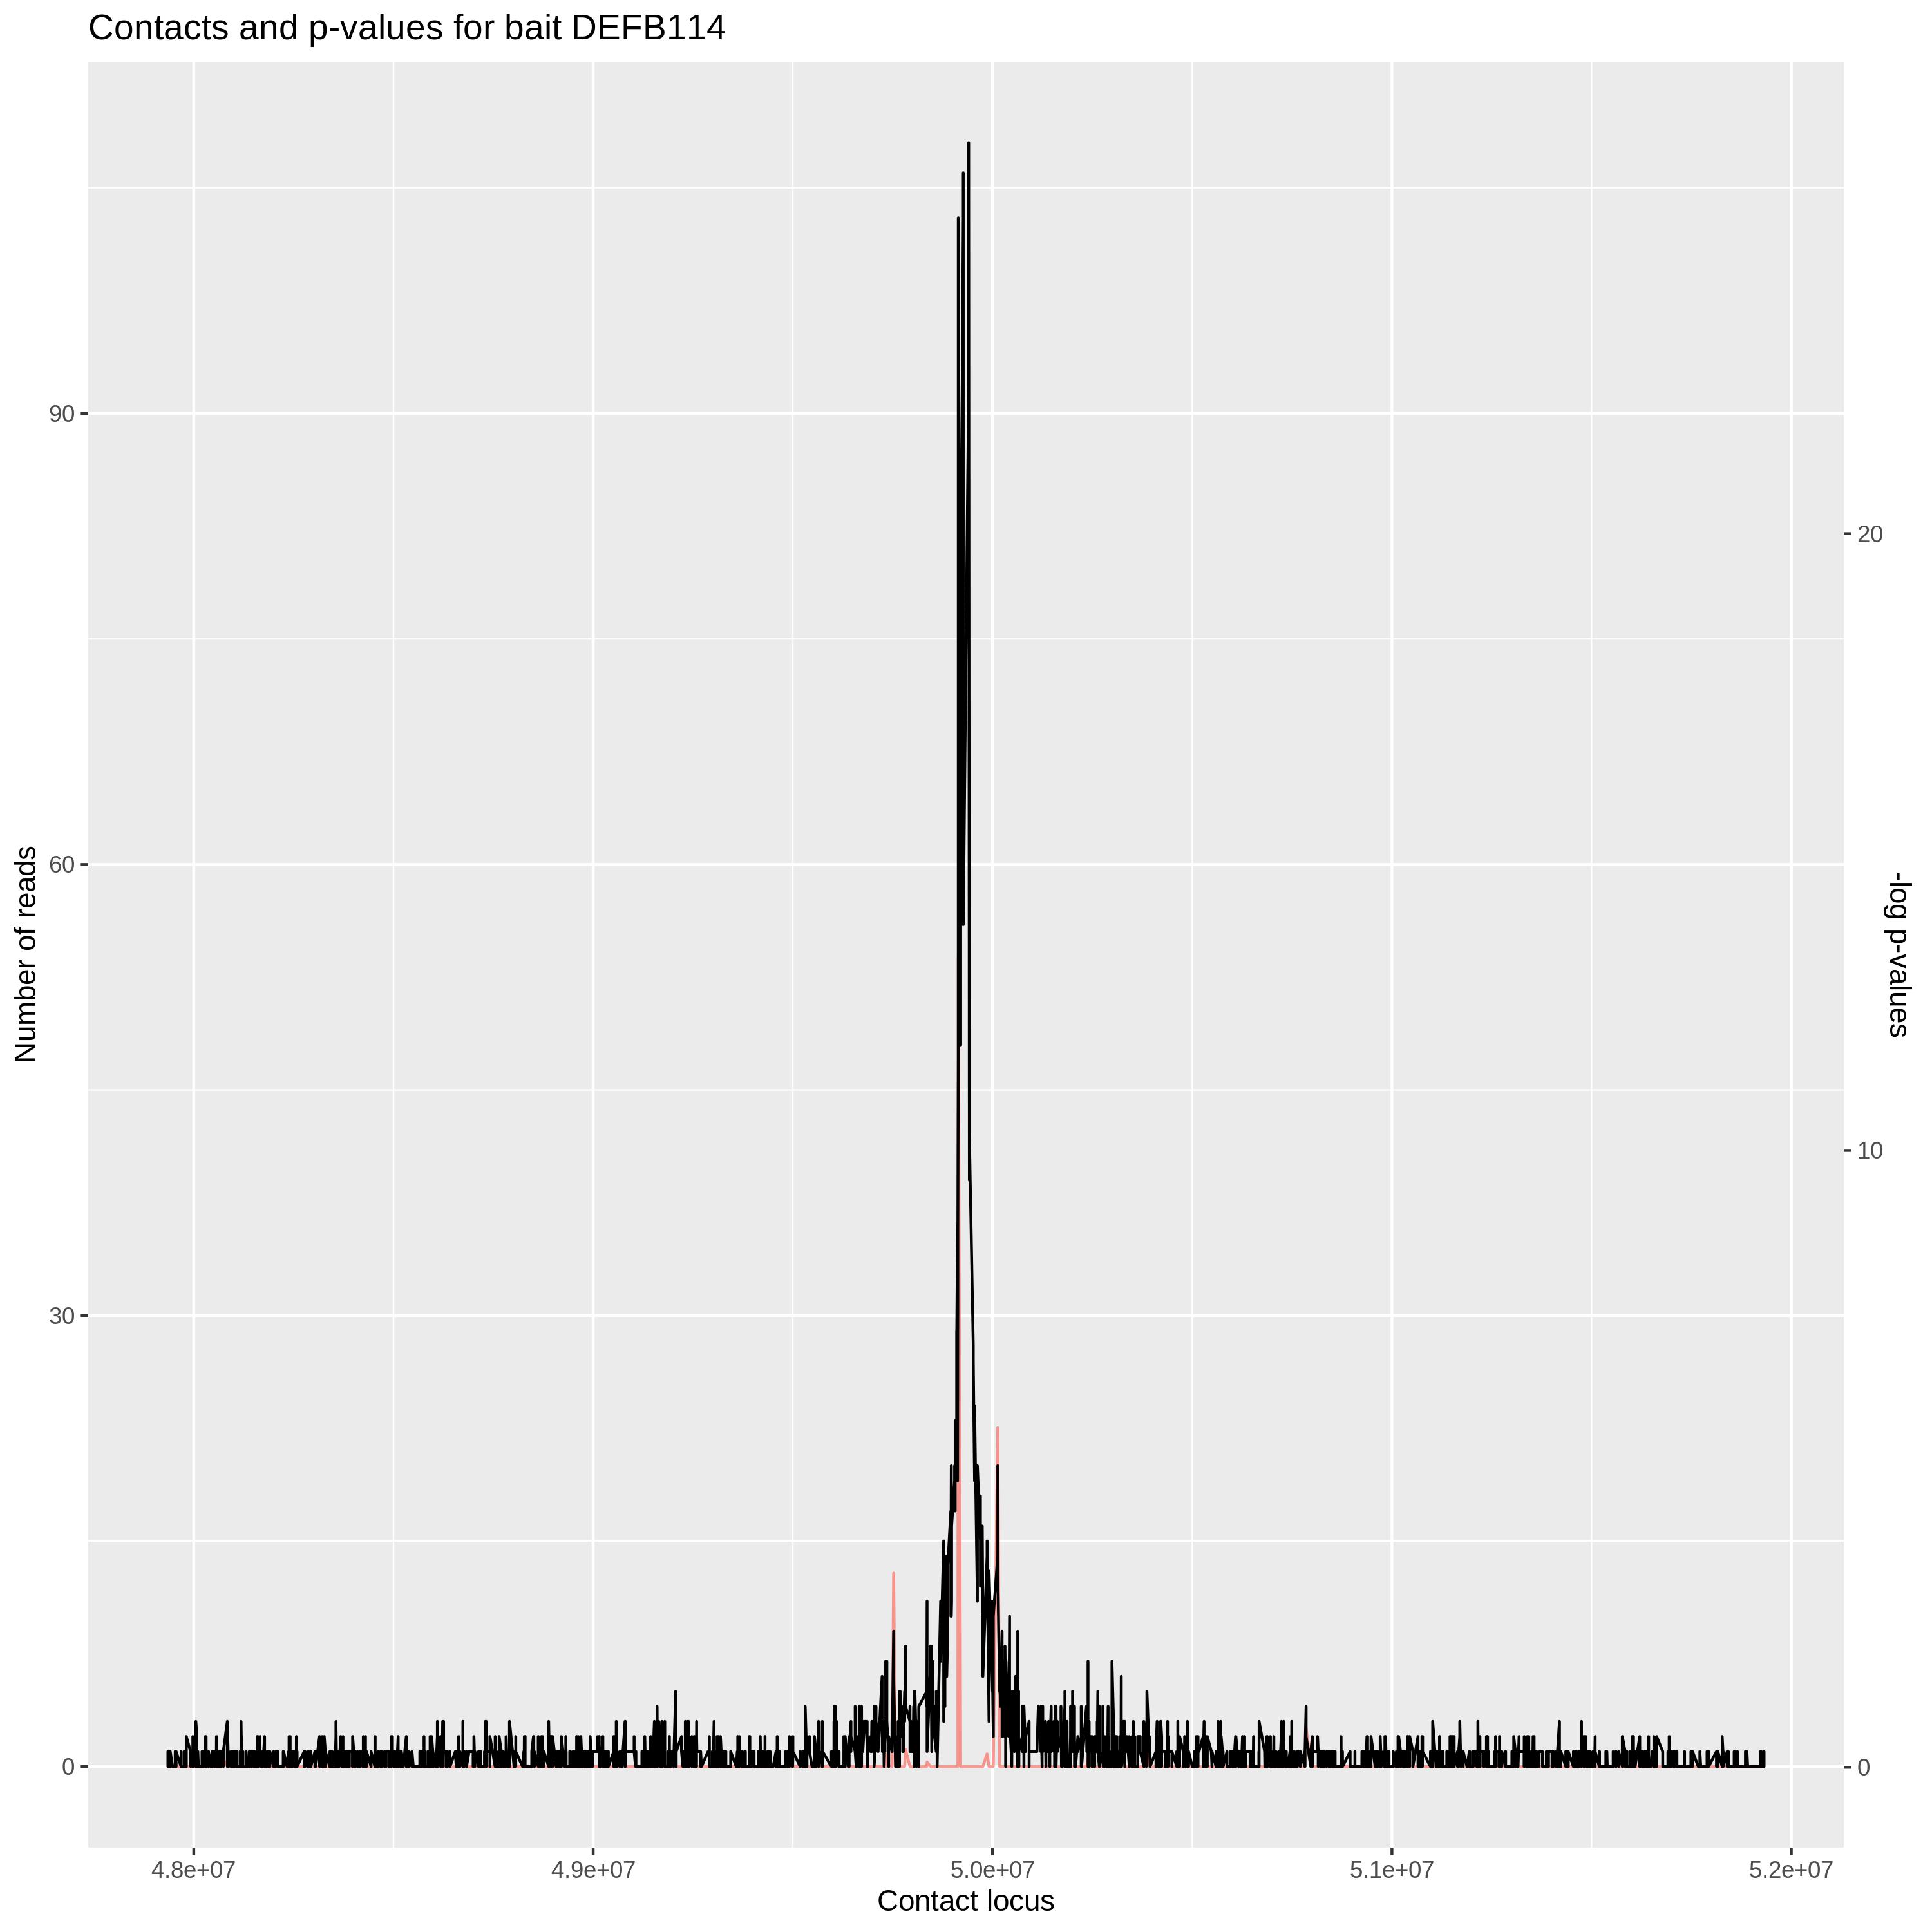 Contacts and p-values for bait DEFB114
90
60
30
0
Number of reads
20
10
0
-log p-values
4.8e+07 4.9e+07 5.0e+07 5.1e+07 5.2e+07
Contact locus